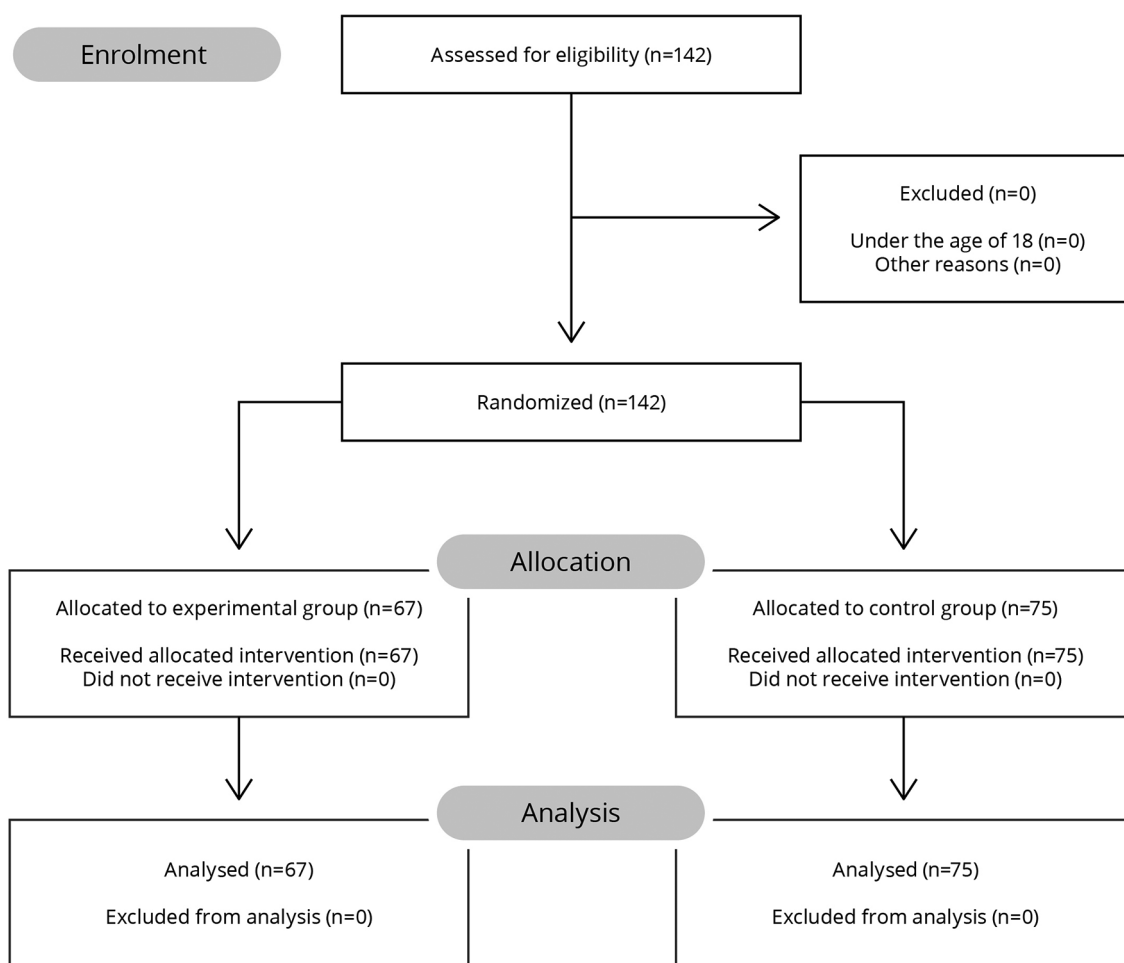 Enrolment
Assessed for eligibility (n=142)
Excluded (n=0)
Under the age of 18 (n=0)
Other reasons (n=0)
Randomized (n=142)
Allocation
Allocated to experimental group (n=67)
Received allocated intervention (n=67)
Did not receive intervention (n=0)
Allocated to control group (n=75)
Received allocated intervention (n=75)
Did not receive intervention (n=0)
Analysis
Analysed (n=67)
Excluded from analysis (n=0)
Analysed (n=75)
Excluded from analysis (n=0)